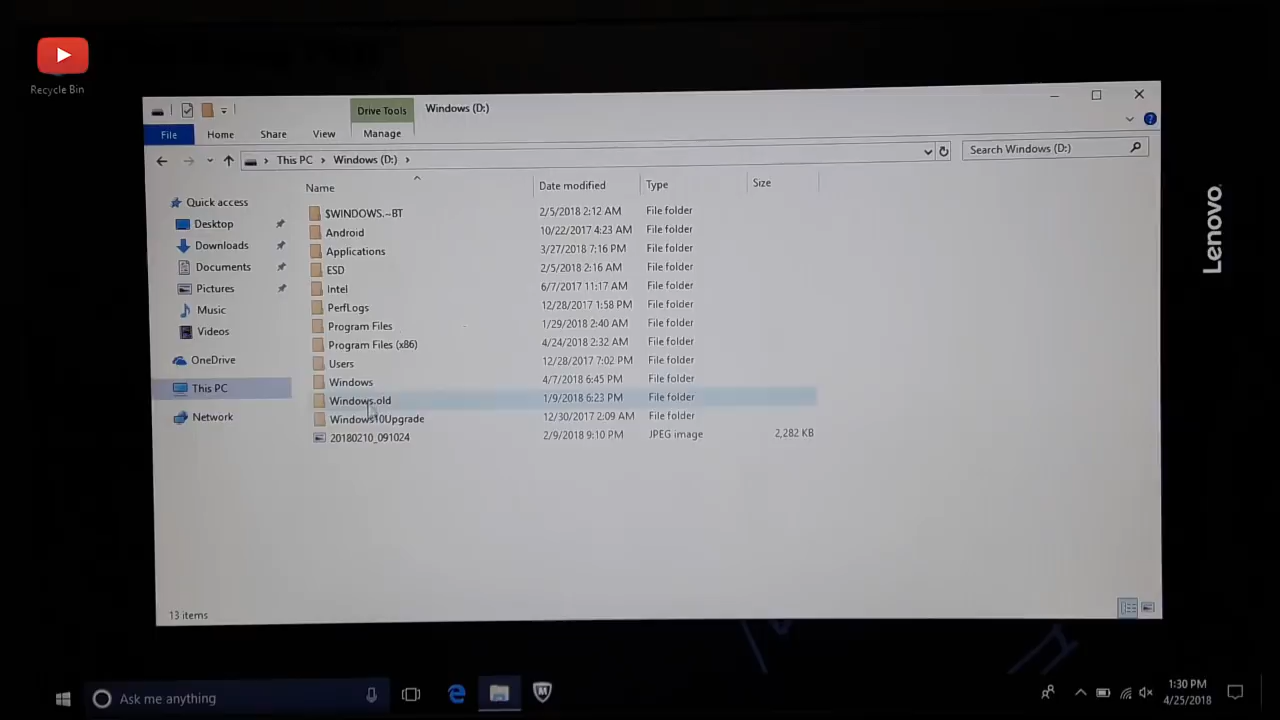 Recycle Bin
Drive Tools
Windows (D:)
File
Home
Share
View
Manage
This PC
Windows (D:)
Search Windows (D:)
Name
Date modified
Type
Size
Quick access
Desktop
Downloads
Documents
Pictures
Music
Videos
OneDrive
This PC
Network
$WINDOWS.~BT 2/5/2018 2:12 AM File folder
Android 10/22/2017 4:23 AM File folder
Applications 3/27/2018 7:16 PM File folder
ESD 2/5/2018 2:16 AM File folder
Intel 6/7/2017 11:17 AM File folder
PerfLogs 12/28/2017 1:58 PM File folder
Program Files 1/29/2018 2:40 AM File folder
Program Files (x86) 4/24/2018 2:32 AM File folder
Users 12/28/2017 7:02 PM File folder
Windows 4/7/2018 6:45 PM File folder
Windows.old 1/9/2018 6:23 PM File folder
Windows10Upgrade 12/30/2017 2:09 AM File folder
20180210_091024 2/9/2018 9:10 PM JPEG image 2,282 KB
13 items
Lenovo
Ask me anything
1:30 PM
4/25/2018